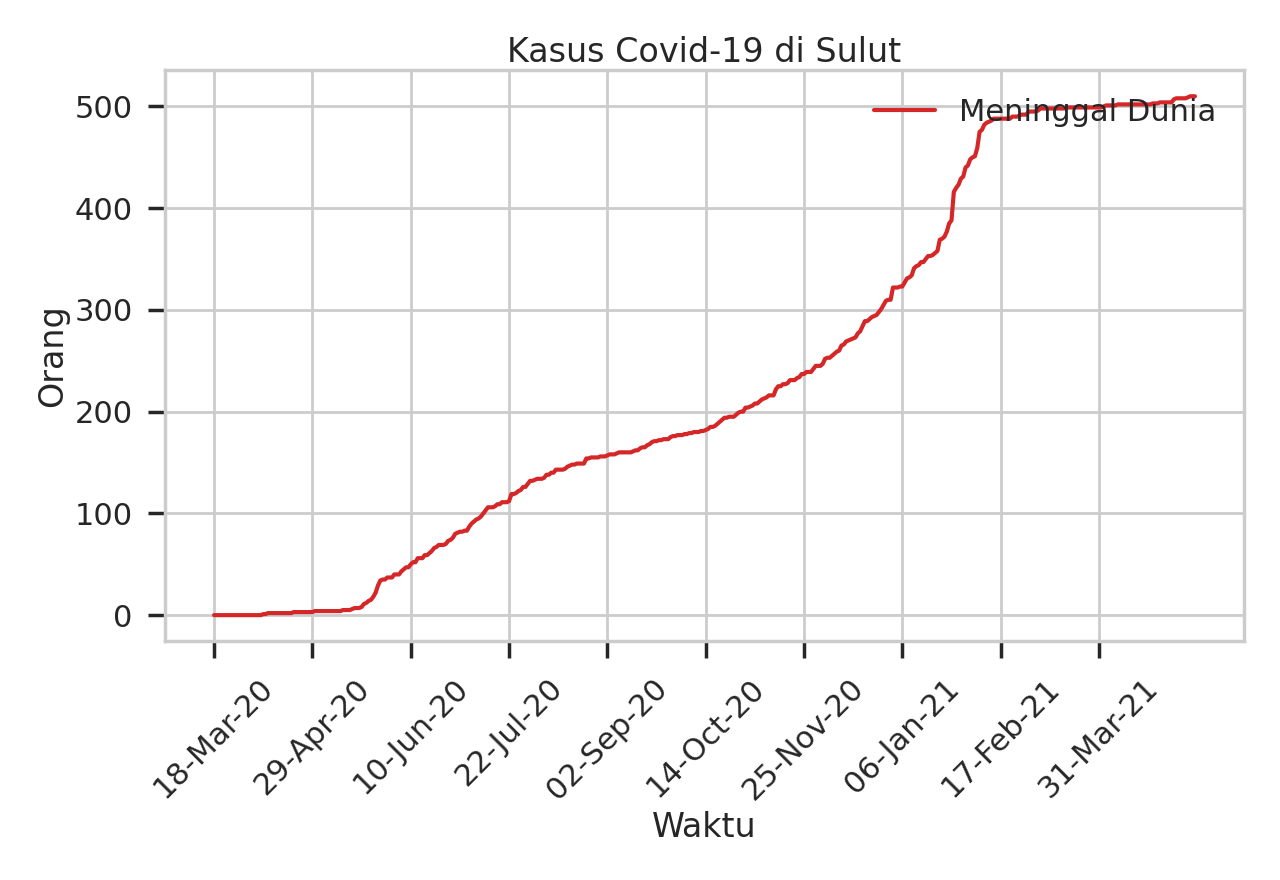 Kasus Covid-19 di Sulut
Meninggal Dunia
Orang
500
400
300
200
100
0
18-Mar-20
29-Apr-20
10-Jun-20
22-Jul-20
02-Sep-20
14-Oct-20
25-Nov-20
06-Jan-21
17-Feb-21
31-Mar-21
Waktu